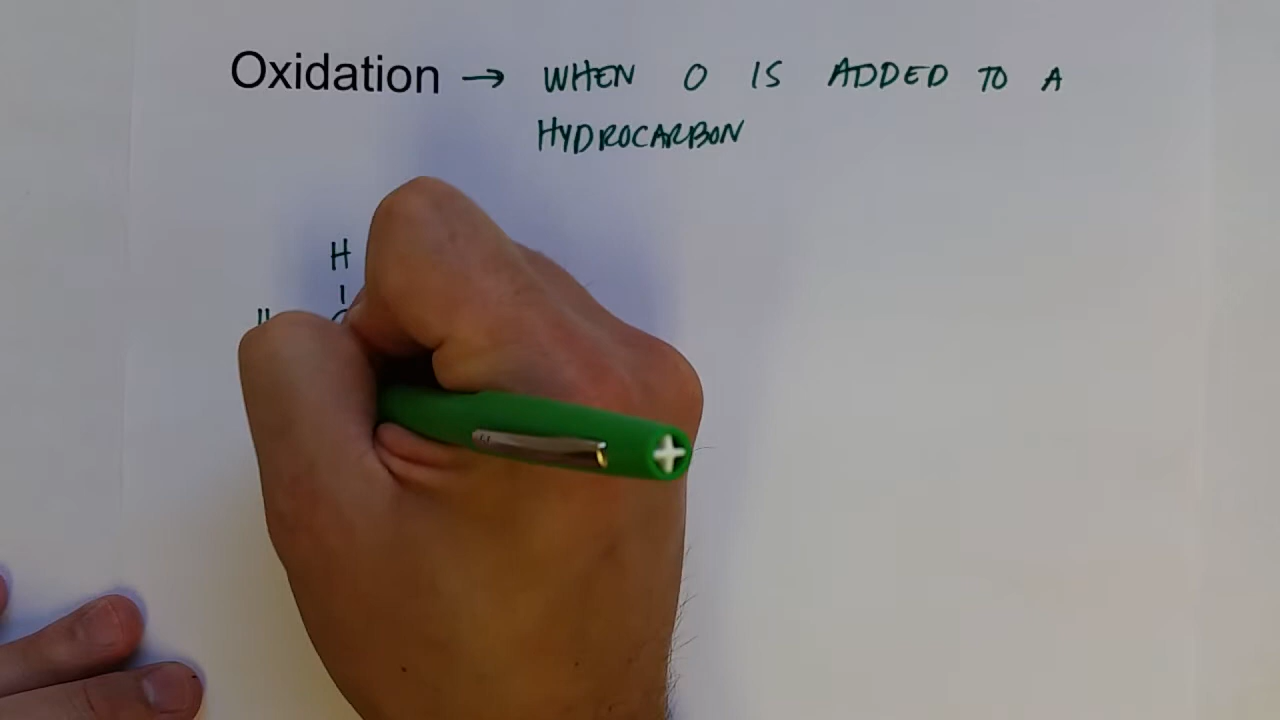 Oxidation → WHEN O IS ADDED TO A
HYDROCARBON
H